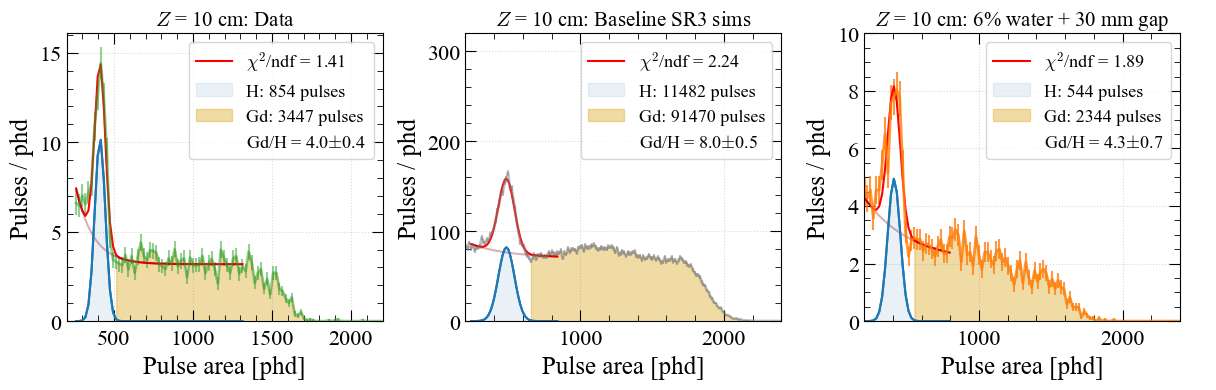 Z = 10 cm: Data
Pulses / phd
15
10
5
0
χ²/ndf = 1.41
H: 854 pulses
Gd: 3447 pulses
Gd/H = 4.0±0.4
500
1000
1500
2000
Pulse area [phd]
Z = 10 cm: Baseline SR3 sims
Pulses / phd
300
200
100
0
χ²/ndf = 2.24
H: 11482 pulses
Gd: 91470 pulses
Gd/H = 8.0±0.5
1000
2000
Pulse area [phd]
Z = 10 cm: 6% water + 30 mm gap
Pulses / phd
10
8
6
4
2
0
χ²/ndf = 1.89
H: 544 pulses
Gd: 2344 pulses
Gd/H = 4.3±0.7
1000
2000
Pulse area [phd]